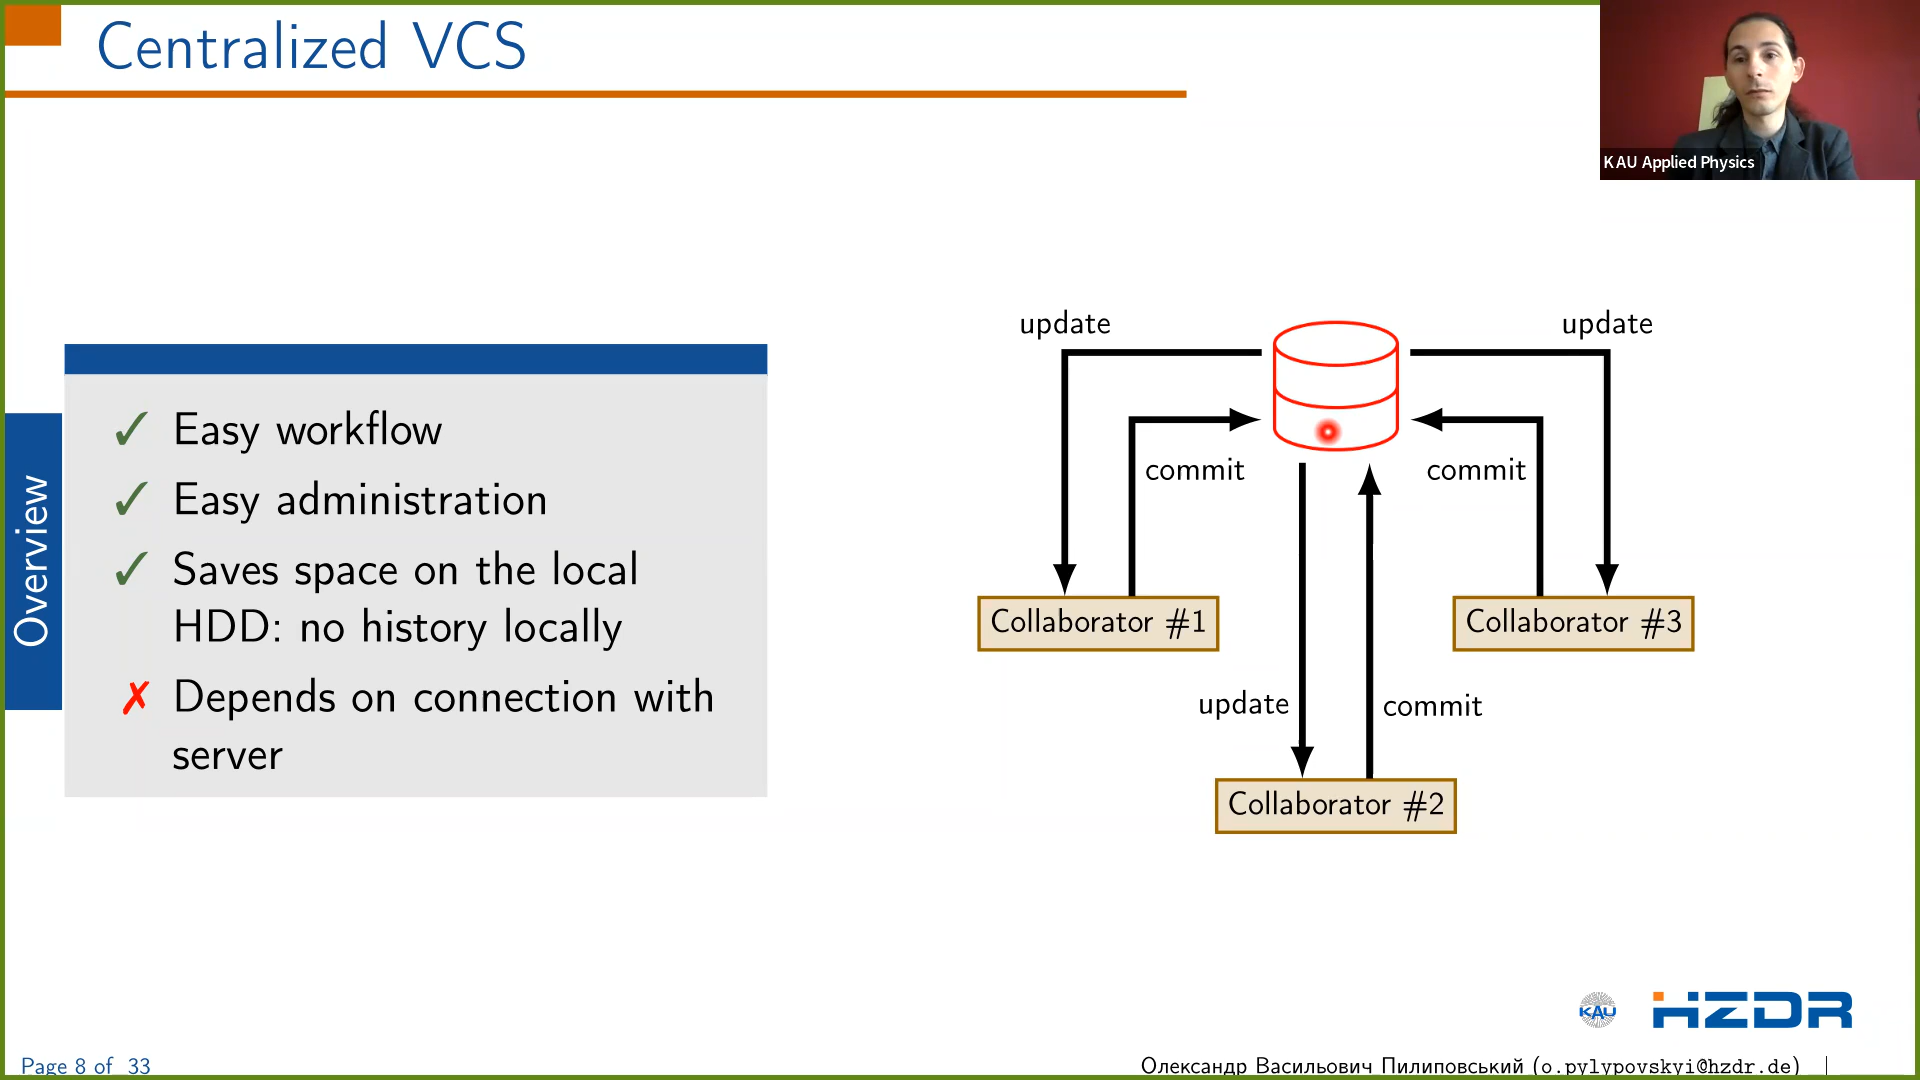 Centralized VCS
KAU Applied Physics
Overview
✓ Easy workflow
✓ Easy administration
✓ Saves space on the local
HDD: no history locally
✗ Depends on connection with
server
update
update
commit
commit
Collaborator #1
Collaborator #3
update
commit
Collaborator #2
KAU
HZDR
Page 8 of 33
Олександр Васильович Пилиповський (o.pylypovskyi@hzdr.de) |